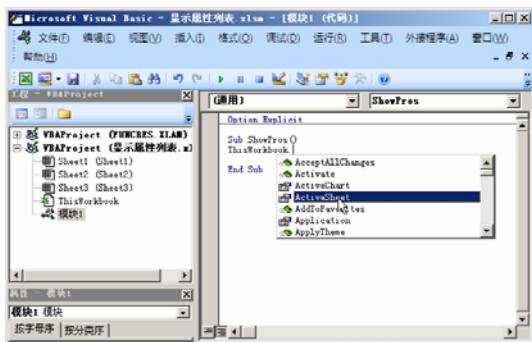 Microsoft Visual Basic - 显示属性列表.xlsm - [模块1 (代码)]
文件(F) 编辑(E) 视图(V) 插入(I) 格式(O) 调试(D) 运行(R) 工具(T) 外接程序(A) 窗口(W)
帮助(H)
工程 - VBAProject
(通用)
ShowPros
VBAProject (FUNCRES.XLAM)
VBAProject (显示属性列表.xl
Sheet1 (Sheet1)
Sheet2 (Sheet2)
Sheet3 (Sheet3)
ThisWorkbook
模块1
Option Explicit
Sub ShowPros()
ThisWorkbook.
End Sub
AcceptAllChanges
Activate
ActiveChart
ActiveSheet
AddToFavorites
Application
ApplyTheme
属性 - 模块1
模块1 模块
按字母序
按分类序